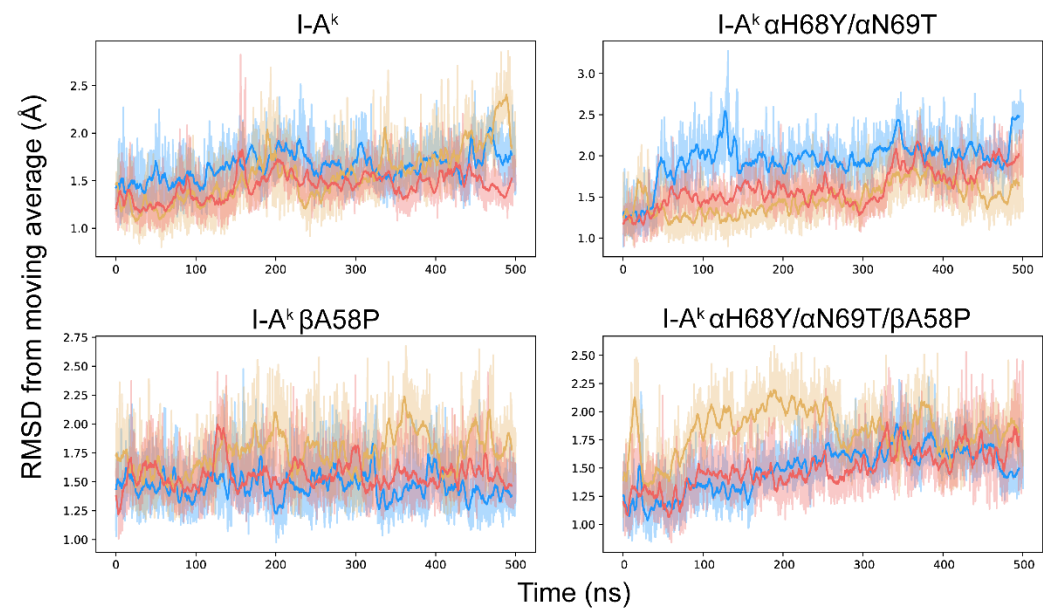 I-Aᵏ
I-Aᵏ αH68Y/αN69T
RMSD from moving average (Å)
2.5
2.0
1.5
1.0
0 100 200 300 400 500
3.0
2.5
2.0
1.5
1.0
0 100 200 300 400 500
I-Aᵏ βA58P
I-Aᵏ αH68Y/αN69T/βA58P
2.75
2.50
2.25
2.00
1.75
1.50
1.25
1.00
0 100 200 300 400 500
2.50
2.25
2.00
1.75
1.50
1.25
1.00
0 100 200 300 400 500
Time (ns)